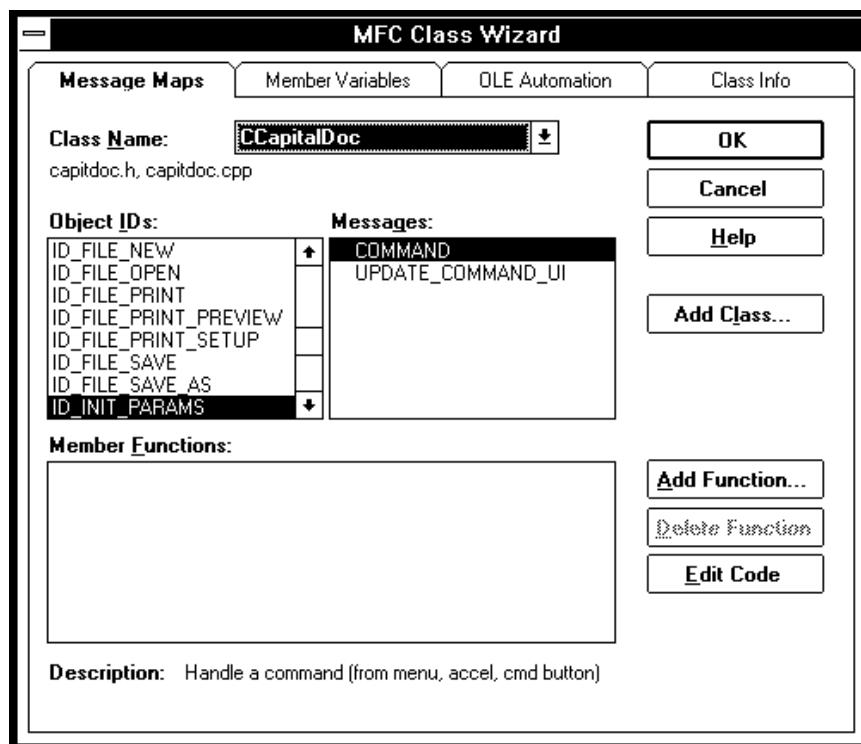 MFC Class Wizard
Message Maps
Member Variables
OLE Automation
Class Info
Class Name:
CCapitalDoc
capitdoc.h, capitdoc.cpp
OK
Cancel
Help
Object IDs:
ID_FILE_NEW
ID_FILE_OPEN
ID_FILE_PRINT
ID_FILE_PRINT_PREVIEW
ID_FILE_PRINT_SETUP
ID_FILE_SAVE
ID_FILE_SAVE_AS
ID_INIT_PARAMS
Messages:
COMMAND
UPDATE_COMMAND_UI
Add Class...
Member Functions:
Add Function...
Delete Function
Edit Code
Description: Handle a command (from menu, accel, cmd button)